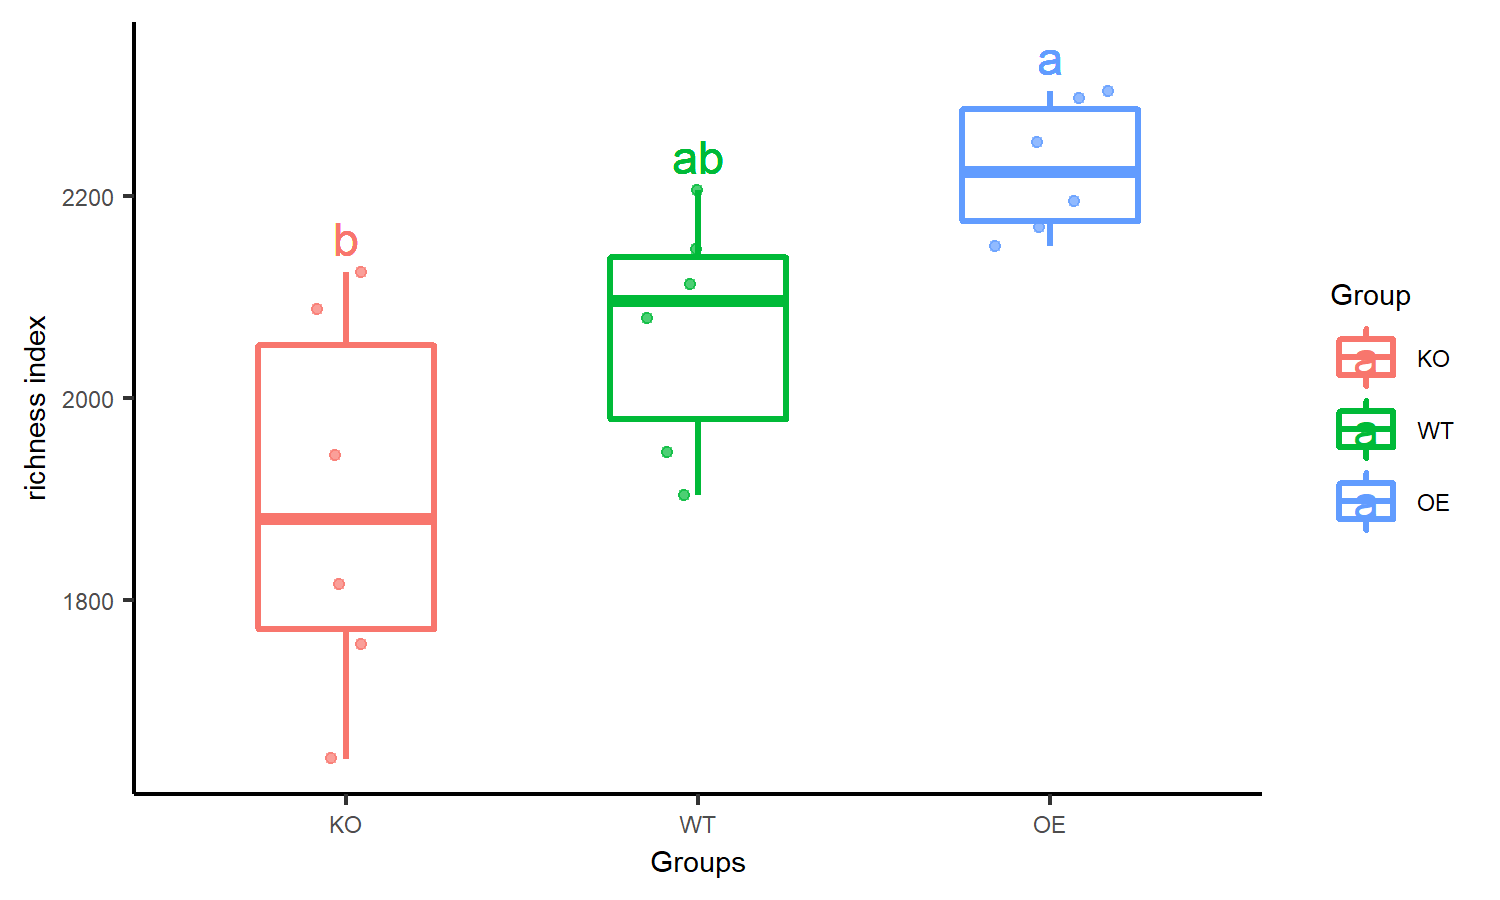 a
ab
b
2200
2000
1800
richness index
KO
WT
OE
Groups
Group
a KO
a WT
a OE